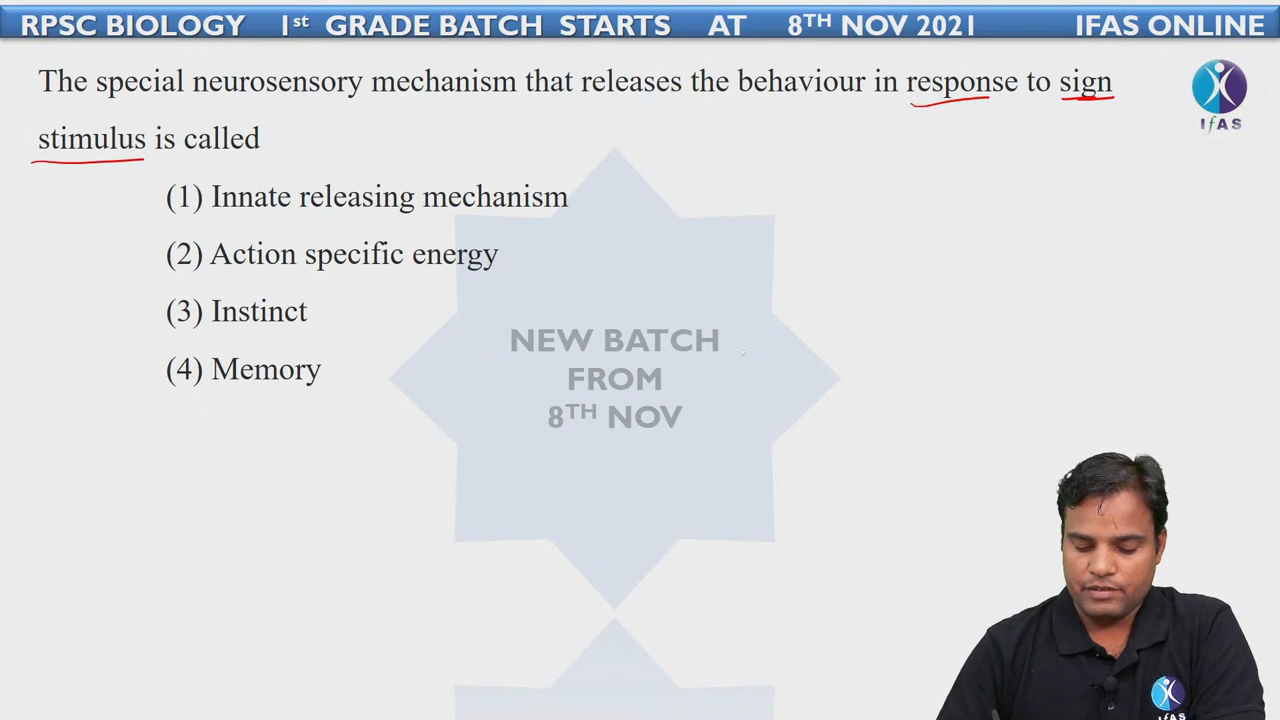 RPSC BIOLOGY 1st GRADE BATCH STARTS AT 8TH NOV 2021 IFAS ONLINE
The special neurosensory mechanism that releases the behaviour in response to sign
stimulus is called
IfAS
(1) Innate releasing mechanism
(2) Action specific energy
(3) Instinct
(4) Memory
NEW BATCH
FROM
8TH NOV
IfAS